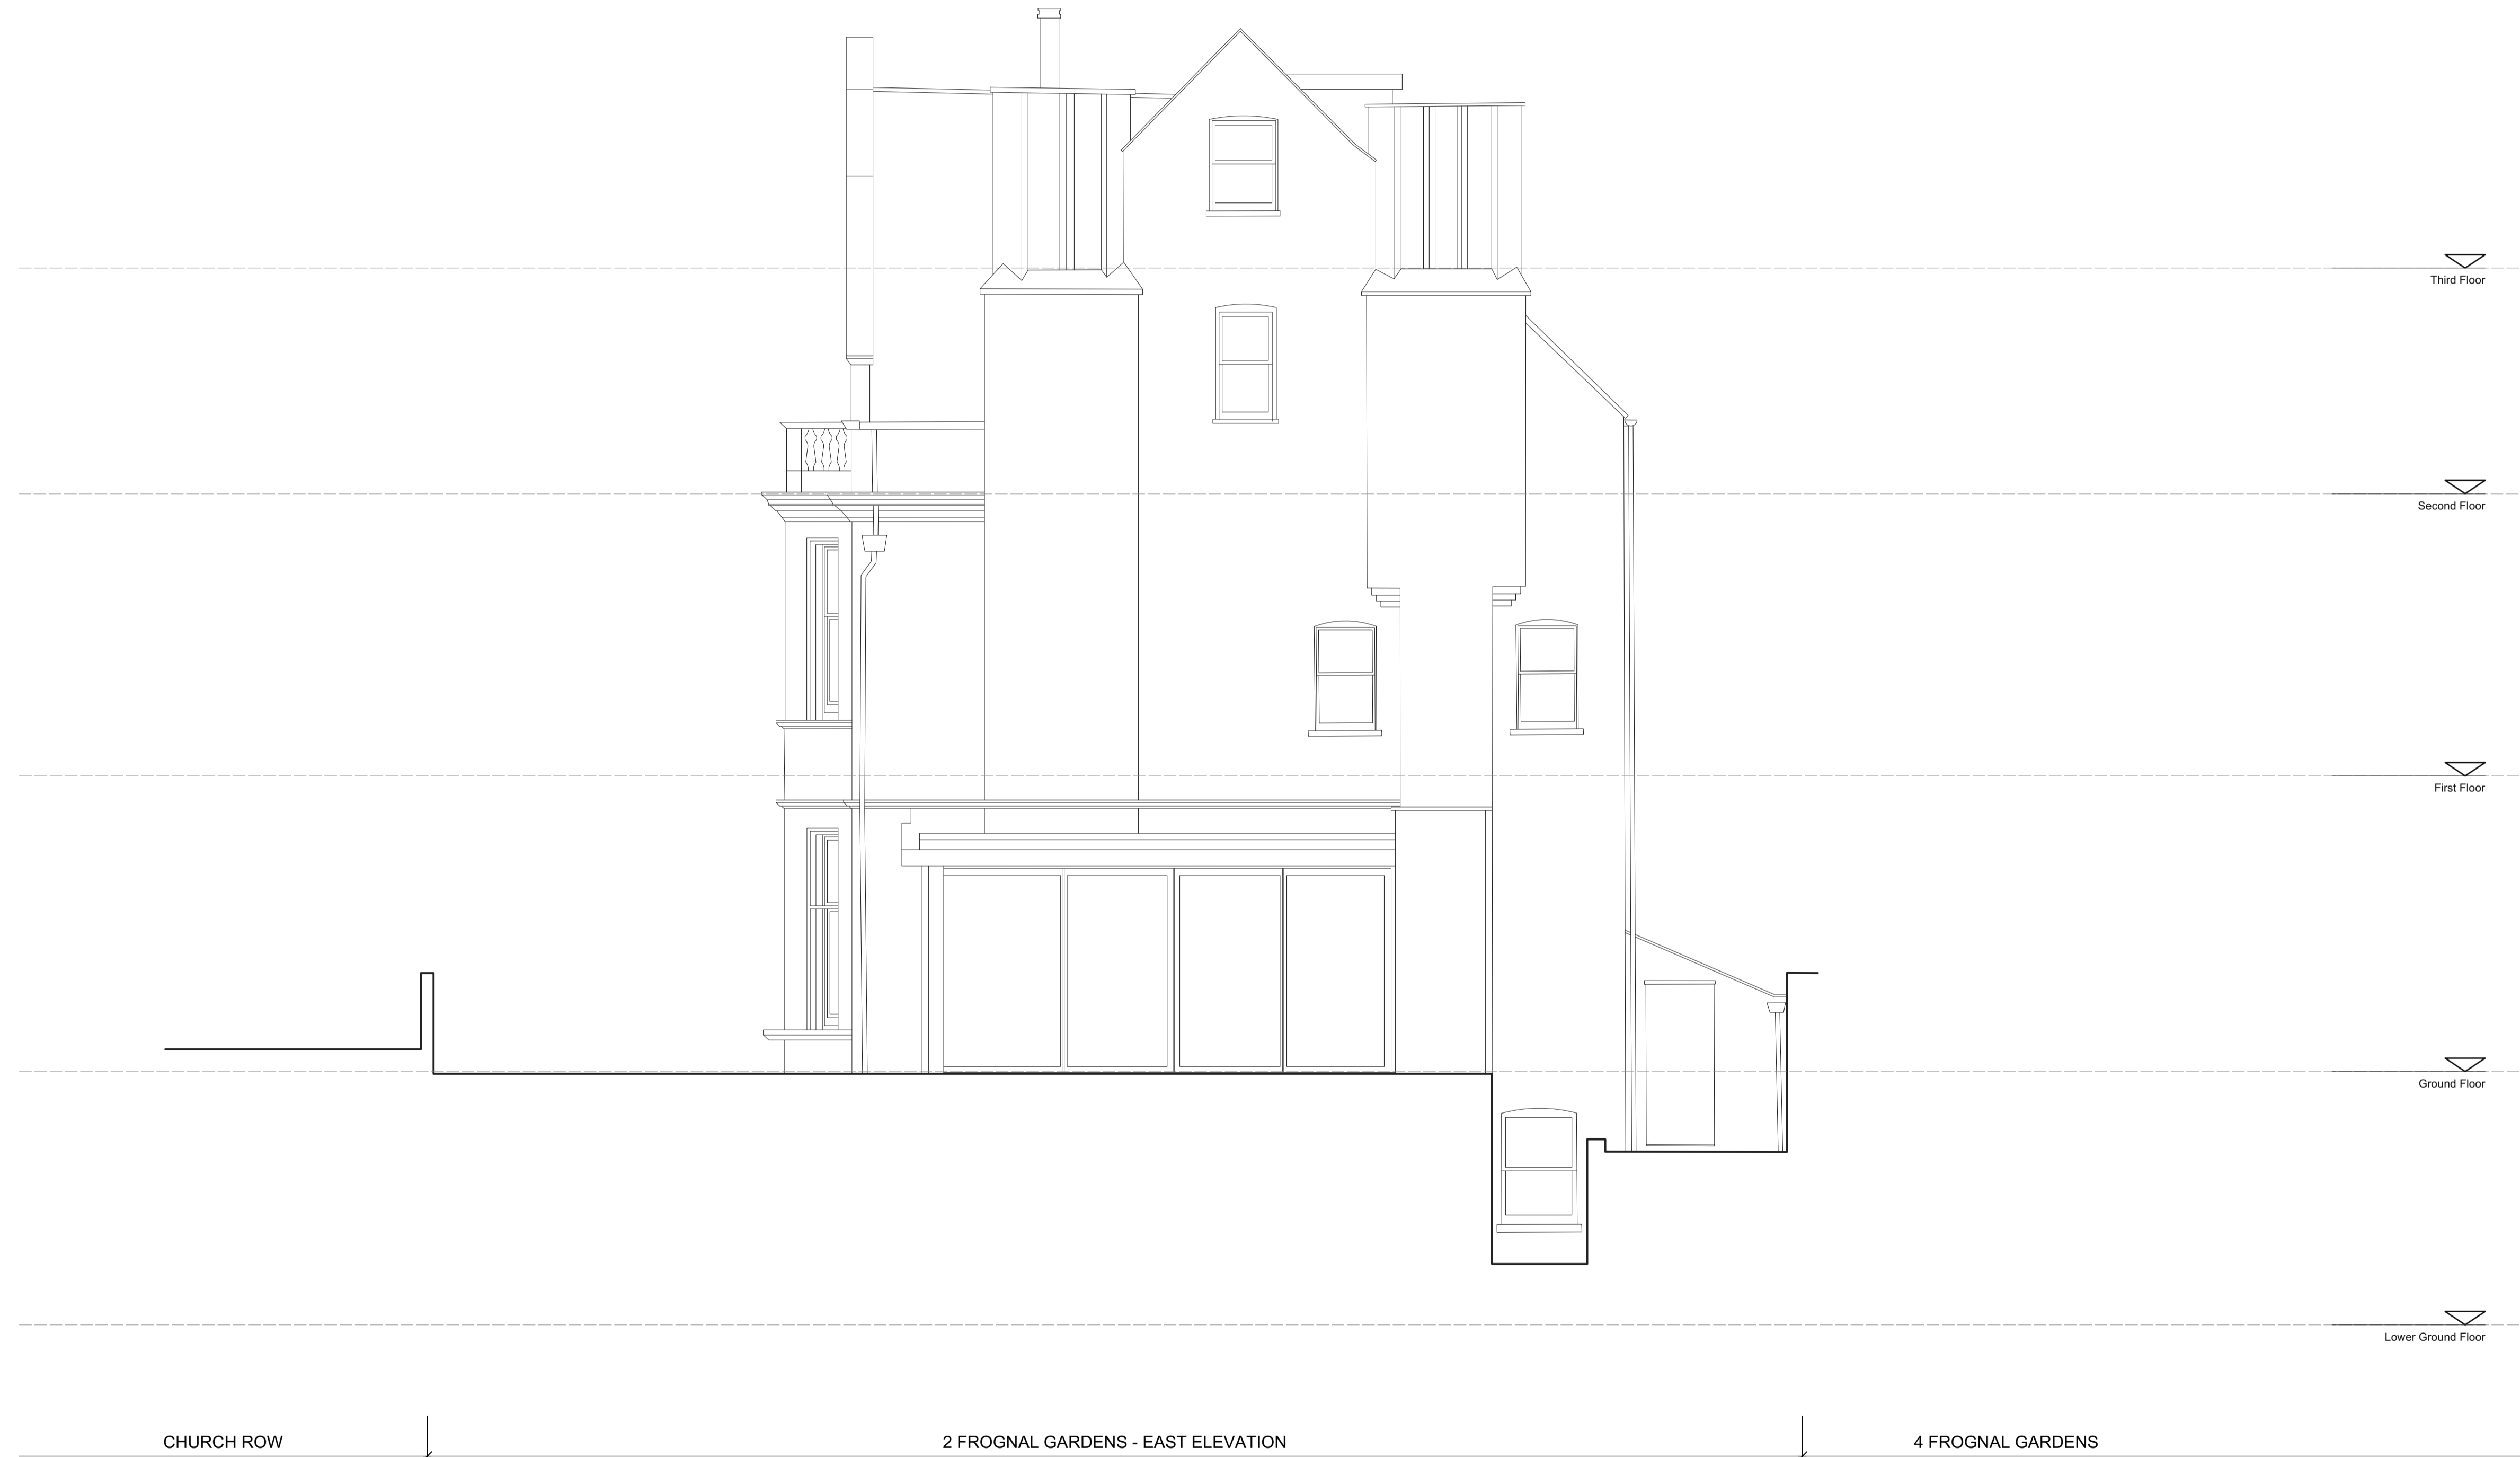 Third Floor
Second Floor
First Floor
Ground Floor
Lower Ground Floor
CHURCH ROW
2 FROGNAL GARDENS - EAST ELEVATION
4 FROGNAL GARDENS